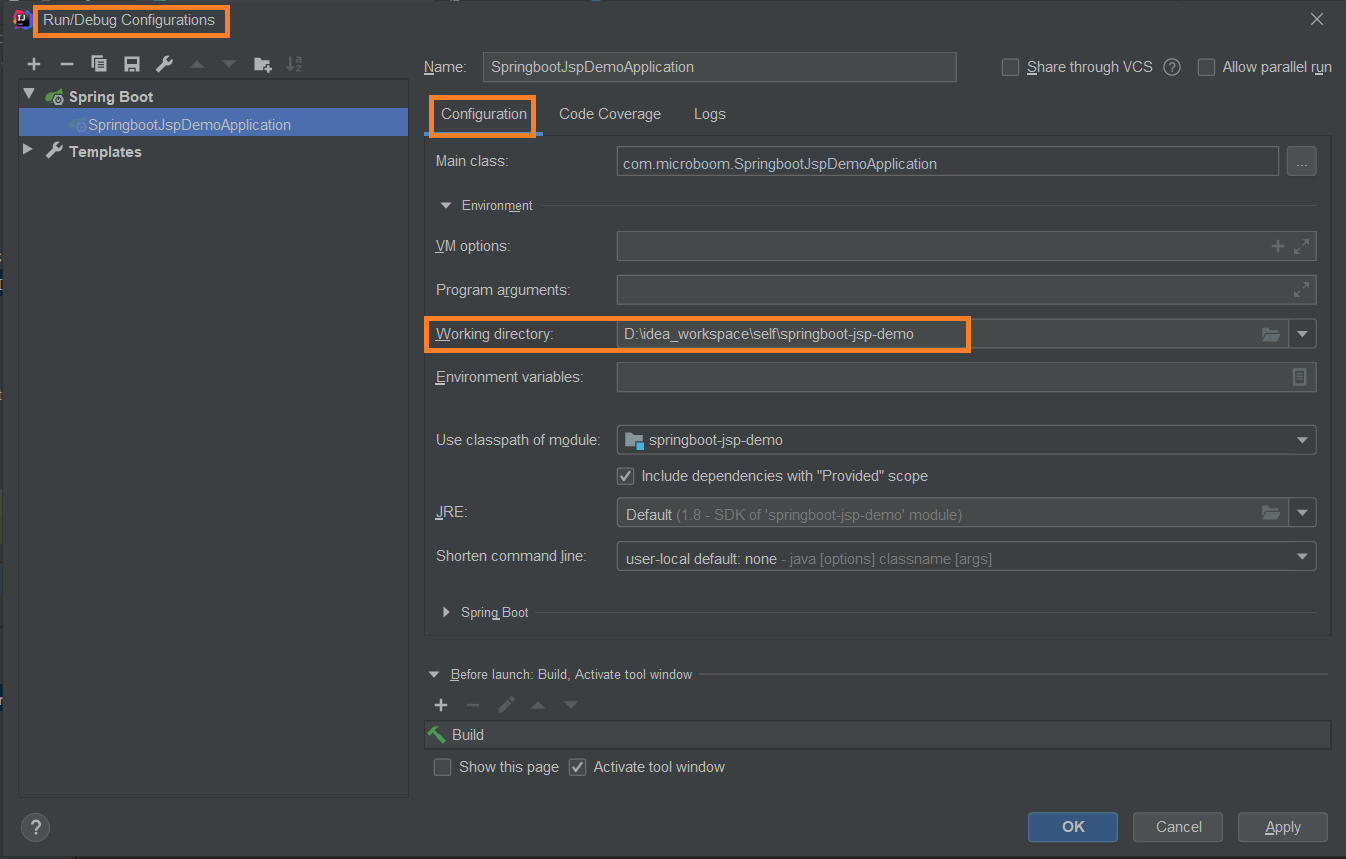 Run/Debug Configurations
Name: SpringbootJspDemoApplication Share through VCS ? Allow parallel run
Spring Boot
SpringbootJspDemoApplication
Templates
Configuration Code Coverage Logs
Main class: com.microboom.SpringbootJspDemoApplication ...
Environment
VM options:
Program arguments:
Working directory: D:\idea_workspace\self\springboot-jsp-demo
Environment variables:
Use classpath of module: springboot-jsp-demo
Include dependencies with "Provided" scope
JRE: Default (1.8 - SDK of 'springboot-jsp-demo' module)
Shorten command line: user-local default: none - java [options] classname [args]
Spring Boot
Before launch: Build, Activate tool window
Build
Show this page Activate tool window
? OK Cancel Apply